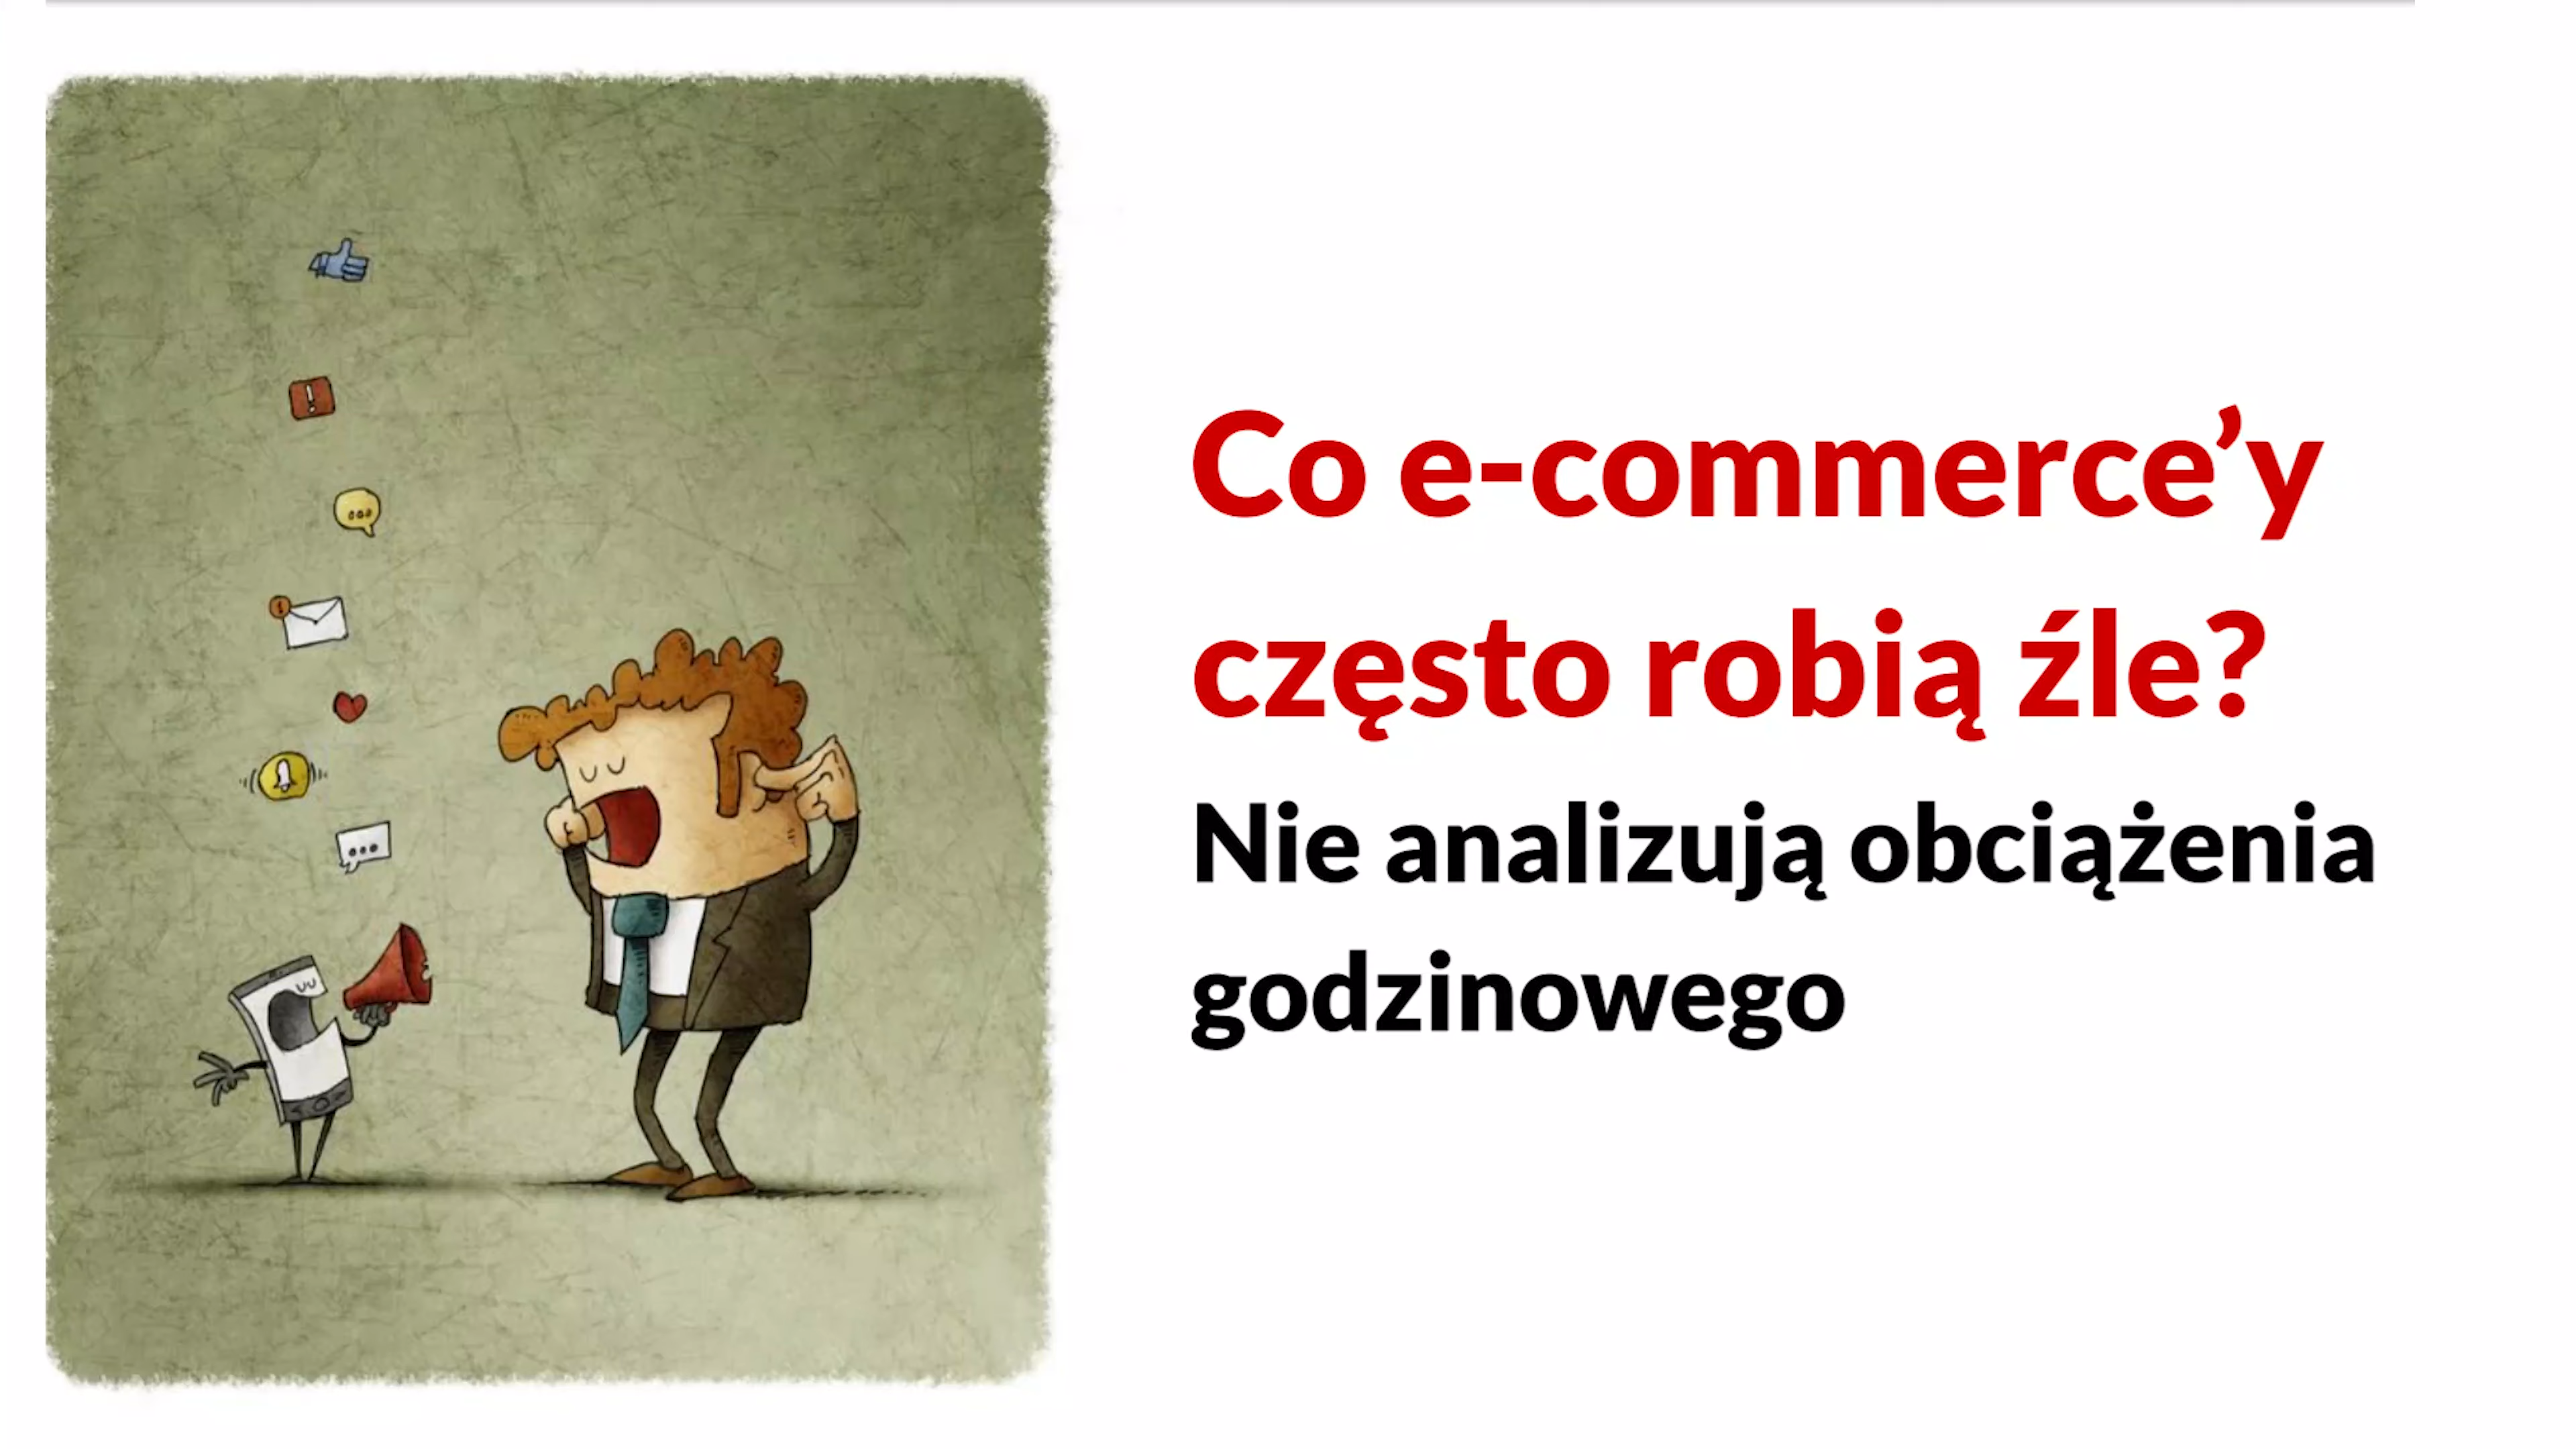 Co e-commerce’y
często robią źle?
Nie analizują obciążenia
godzinowego